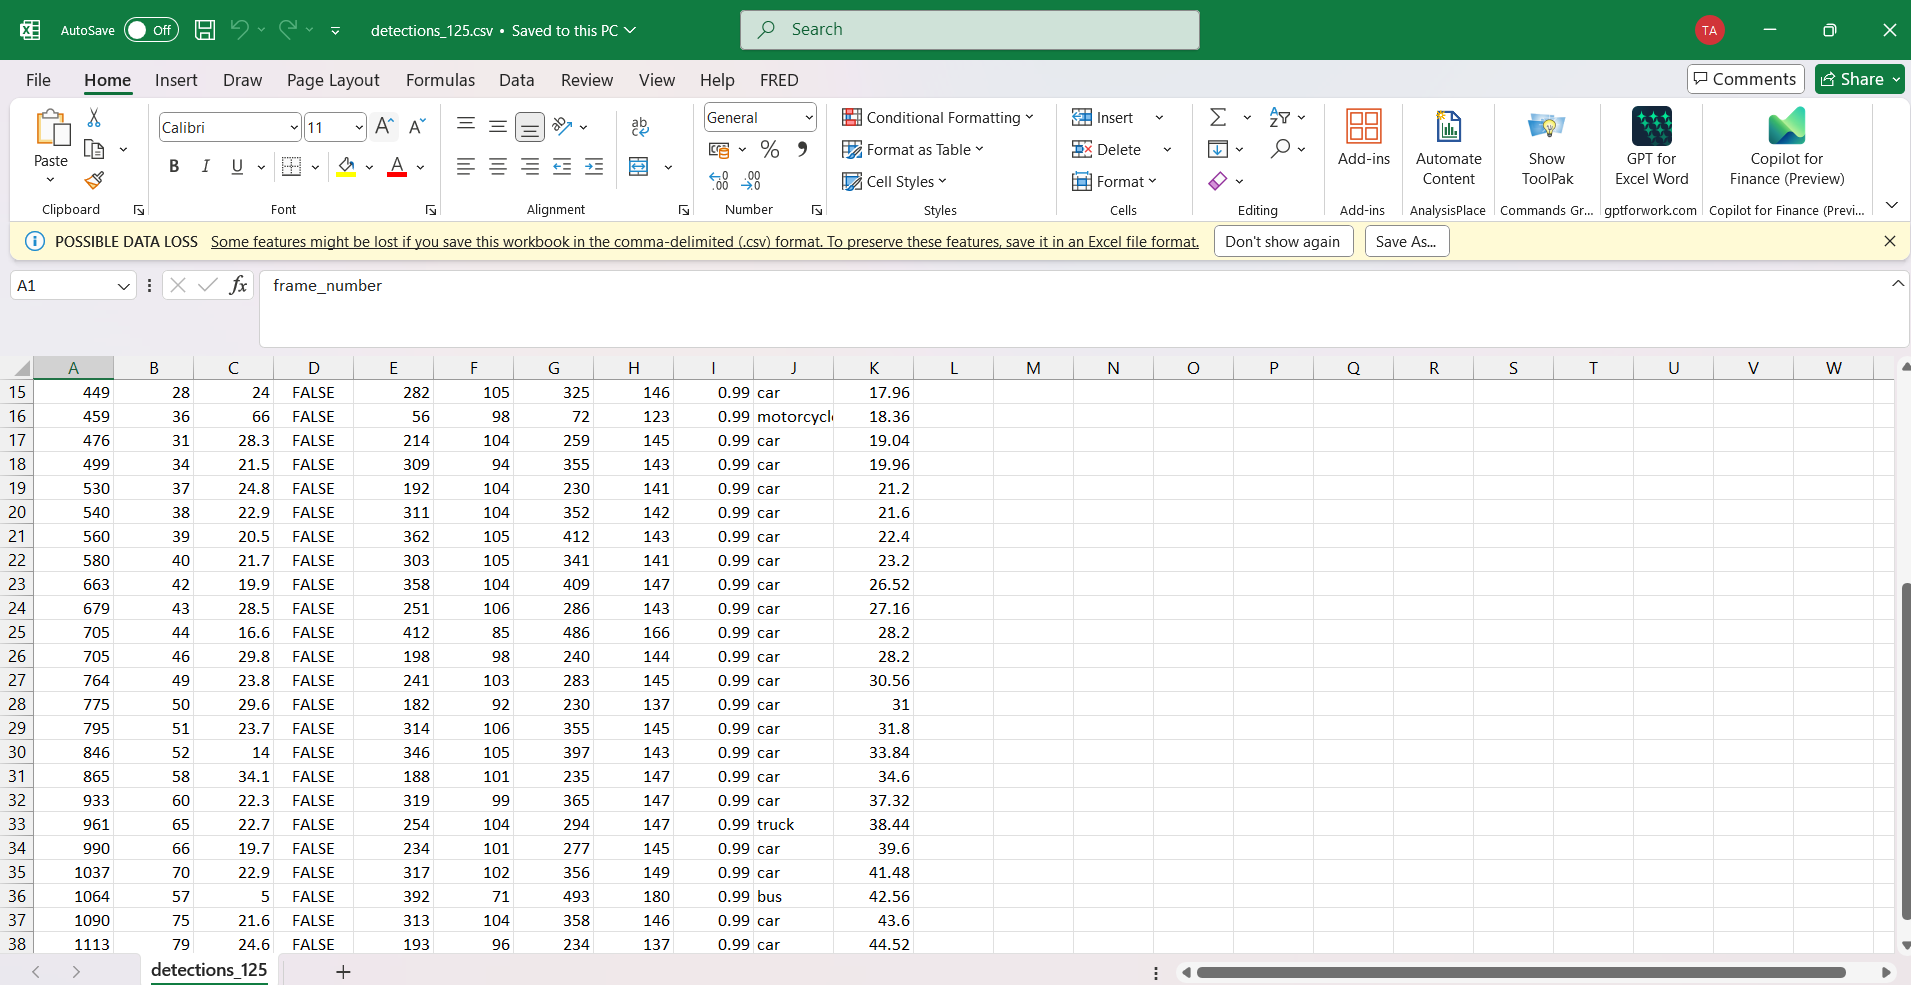 AutoSave Off detections_125.csv • Saved to this PC Search TA
File Home Insert Draw Page Layout Formulas Data Review View Help FRED Comments Share
Paste Calibri 11 A A B I U A ab c General % 9 .00 .00 Conditional Formatting Format as Table Cell Styles Insert Delete Format Add-ins Automate Content Show ToolPak GPT for Excel Word Copilot for Finance (Preview)
Clipboard Font Alignment Number Styles Cells Editing Add-ins AnalysisPlace Commands Gr... gptforwork.com Copilot for Finance (Previ...
POSSIBLE DATA LOSS Some features might be lost if you save this workbook in the comma-delimited (.csv) format. To preserve these features, save it in an Excel file format. Don't show again Save As...
A1 fx frame_number
A B C D E F G H I J K L M N O P Q R S T U V W
15 449 28 24 FALSE 282 105 325 146 0.99 car 17.96
16 459 36 66 FALSE 56 98 72 123 0.99 motorcycl 18.36
17 476 31 28.3 FALSE 214 104 259 145 0.99 car 19.04
18 499 34 21.5 FALSE 309 94 355 143 0.99 car 19.96
19 530 37 24.8 FALSE 192 104 230 141 0.99 car 21.2
20 540 38 22.9 FALSE 311 104 352 142 0.99 car 21.6
21 560 39 20.5 FALSE 362 105 412 143 0.99 car 22.4
22 580 40 21.7 FALSE 303 105 341 141 0.99 car 23.2
23 663 42 19.9 FALSE 358 104 409 147 0.99 car 26.52
24 679 43 28.5 FALSE 251 106 286 143 0.99 car 27.16
25 705 44 16.6 FALSE 412 85 486 166 0.99 car 28.2
26 705 46 29.8 FALSE 198 98 240 144 0.99 car 28.2
27 764 49 23.8 FALSE 241 103 283 145 0.99 car 30.56
28 775 50 29.6 FALSE 182 92 230 137 0.99 car 31
29 795 51 23.7 FALSE 314 106 355 145 0.99 car 31.8
30 846 52 14 FALSE 346 105 397 143 0.99 car 33.84
31 865 58 34.1 FALSE 188 101 235 147 0.99 car 34.6
32 933 60 22.3 FALSE 319 99 365 147 0.99 car 37.32
33 961 65 22.7 FALSE 254 104 294 147 0.99 truck 38.44
34 990 66 19.7 FALSE 234 101 277 145 0.99 car 39.6
35 1037 70 22.9 FALSE 317 102 356 149 0.99 car 41.48
36 1064 57 5 FALSE 392 71 493 180 0.99 bus 42.56
37 1090 75 21.6 FALSE 313 104 358 146 0.99 car 43.6
38 1113 79 24.6 FALSE 193 96 234 137 0.99 car 44.52
detections_125